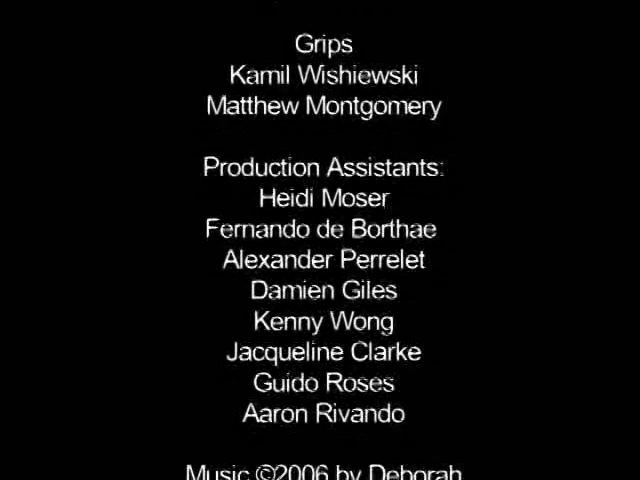 Grips
Kamil Wishiewski
Matthew Montgomery
Production Assistants:
Heidi Moser
Fernando de Borthae
Alexander Perrelet
Damien Giles
Kenny Wong
Jacqueline Clarke
Guido Roses
Aaron Rivando
Music ©2006 by Deborah